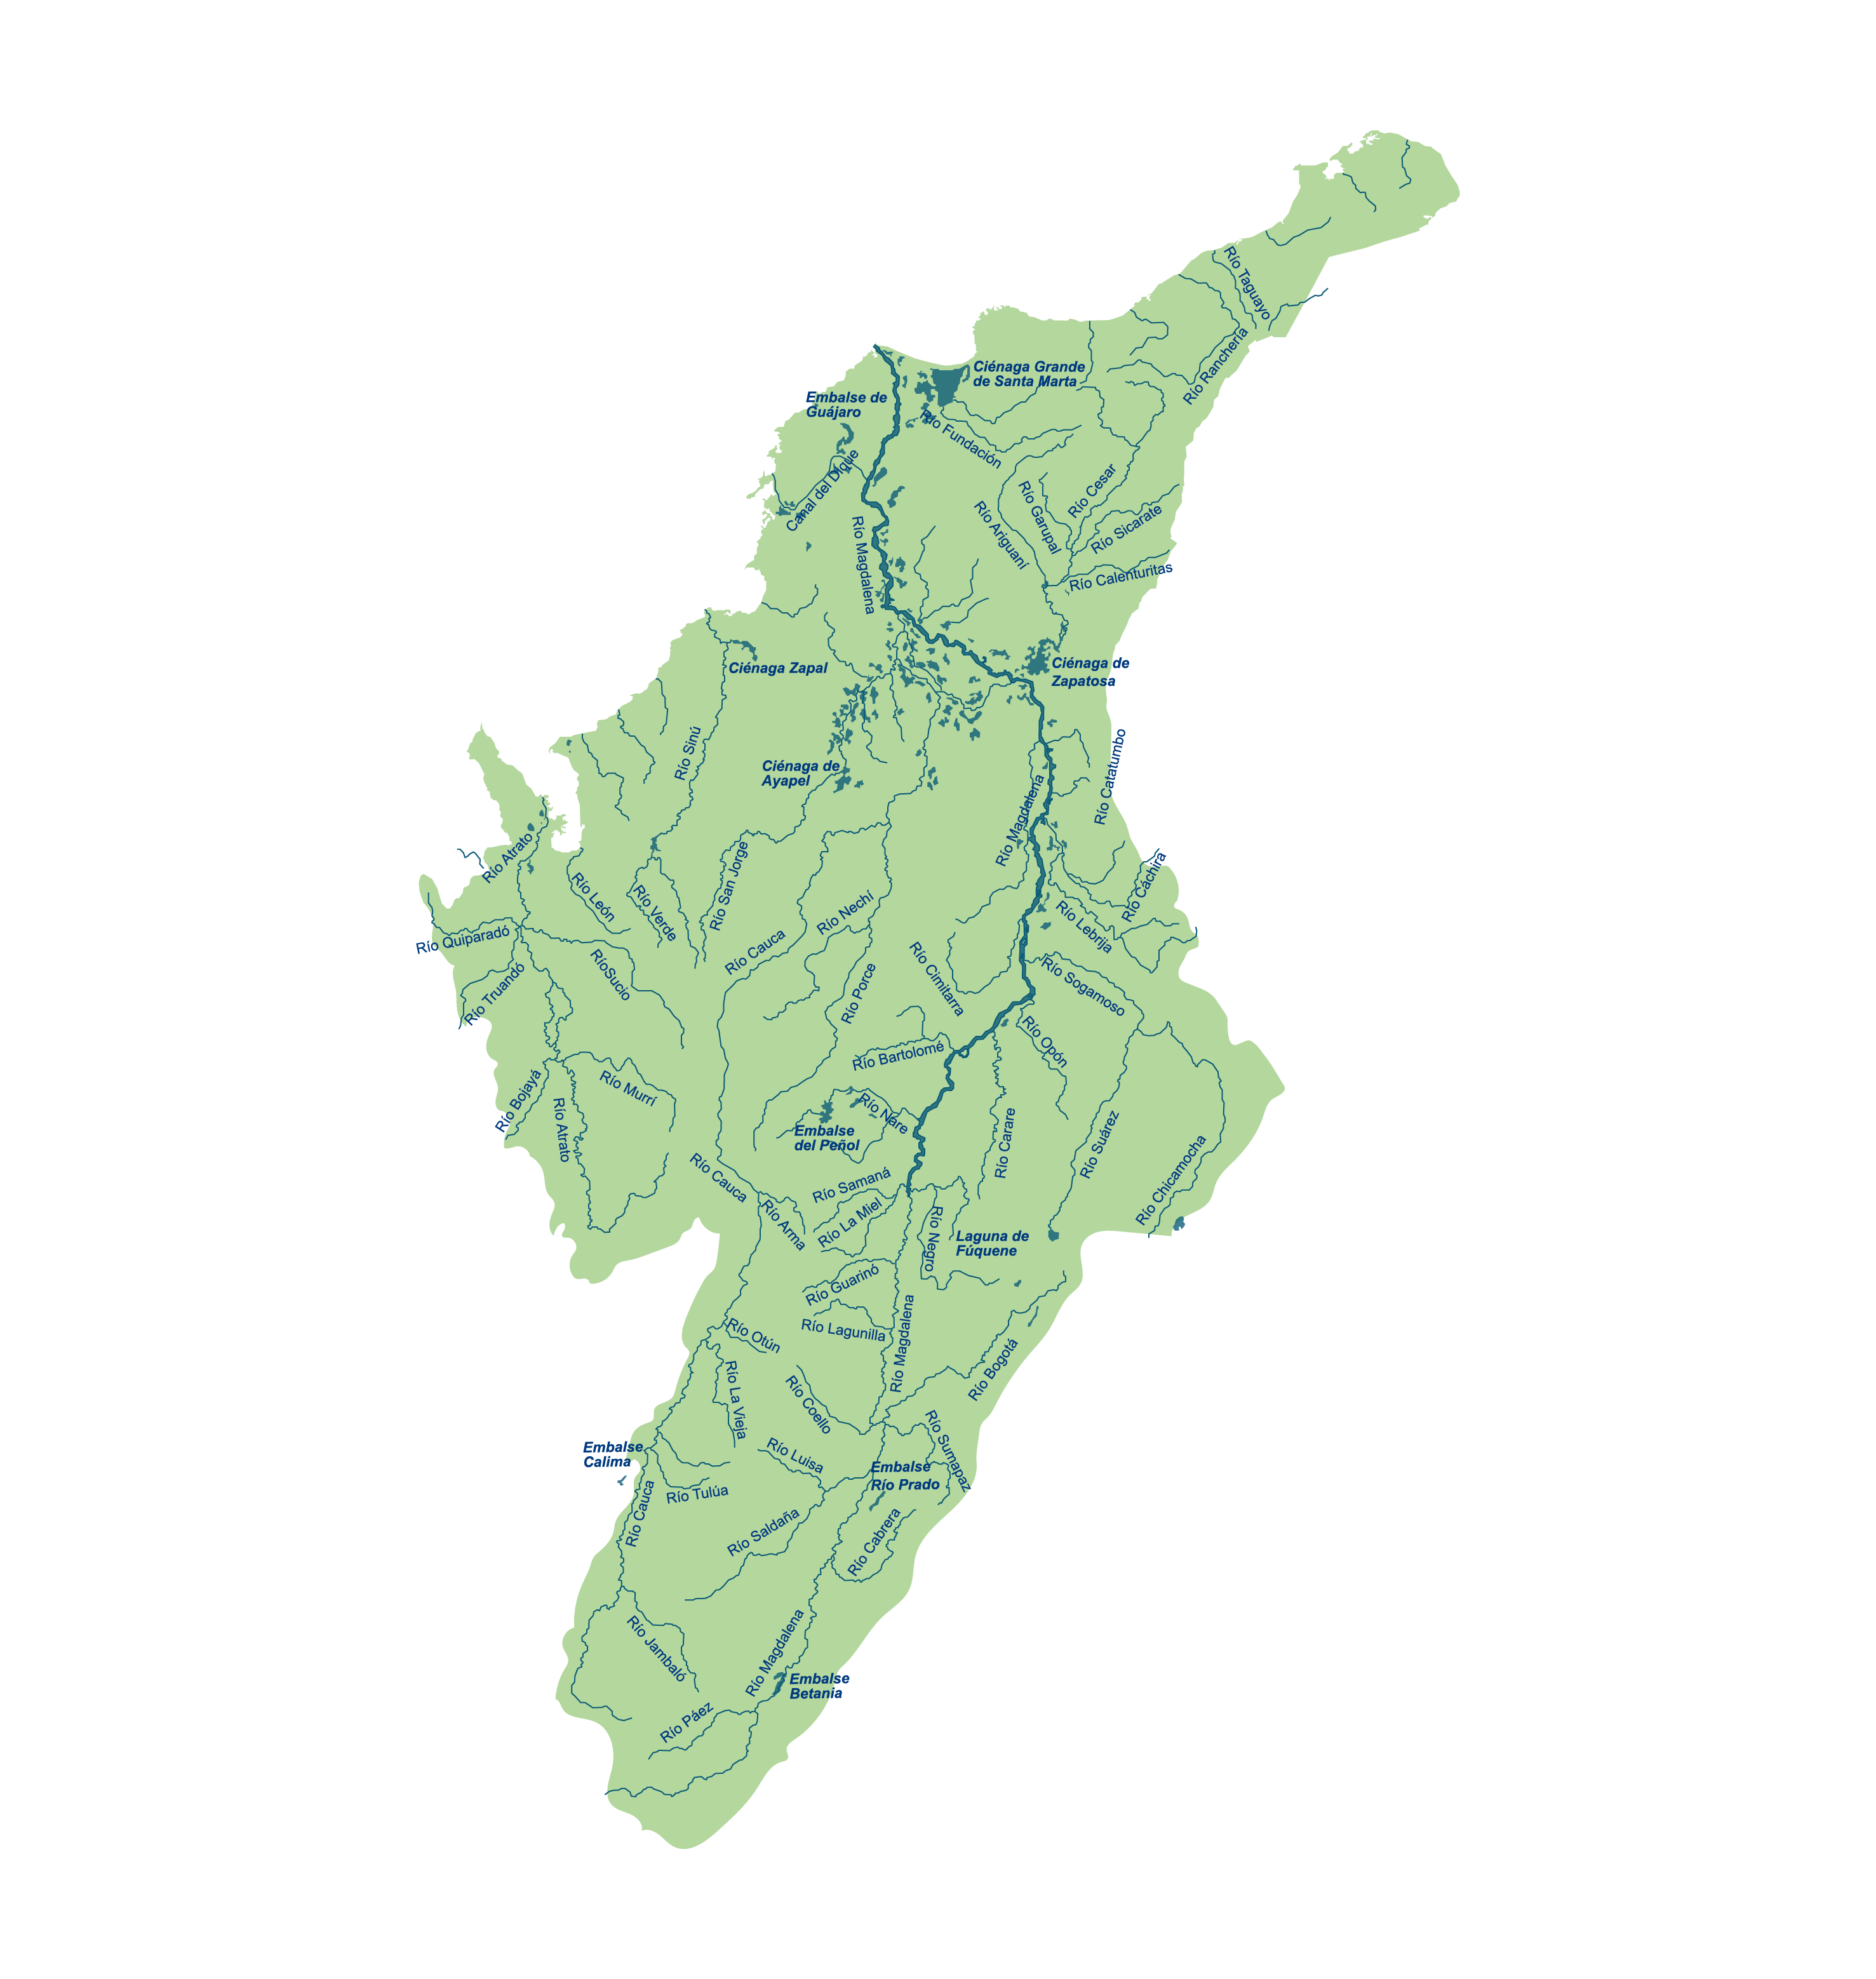 Río Taguayo
Río Ranchería
Ciénaga Grande
de Santa Marta
Embalse de
Guájaro
Río Fundación
Canal del Dique
Río Cesar
Río Garupal
Río Ariguaní
Río Sicarate
Río Magdalena
Río Calenturitas
Ciénaga Zapal
Ciénaga de
Zapatosa
Río Sinú
Ciénaga de
Ayapel
Río Catatumbo
Río Magdalena
Río Atrato
Río León
Río Verde
Río San Jorge
Río Nechí
Río Cáchira
Río Lebrija
Río Quiparadó
Río Cauca
RíoSucio
Río Truandó
Río Porce
Río Cimitarra
Río Sogamoso
Río Opón
Río Bartolomé
Río Bojayá
Río Murrí
Río Atrato
Río Nare
Embalse
del Peñol
Río Carare
Río Suárez
Río Chicamocha
Río Cauca
Río Samaná
Río Arma
Río La Miel
Río Negro
Laguna de
Fúquene
Río Guarinó
Río Lagunilla
Río Magdalena
Río Otún
Río La Vieja
Río Coello
Río Bogotá
Río Sumapaz
Embalse
Calima
Río Luisa
Embalse
Río Prado
Río Tulúa
Río Cauca
Río Saldaña
Río Cabrera
Río Jambaló
Río Magdalena
Embalse
Betania
Río Páez